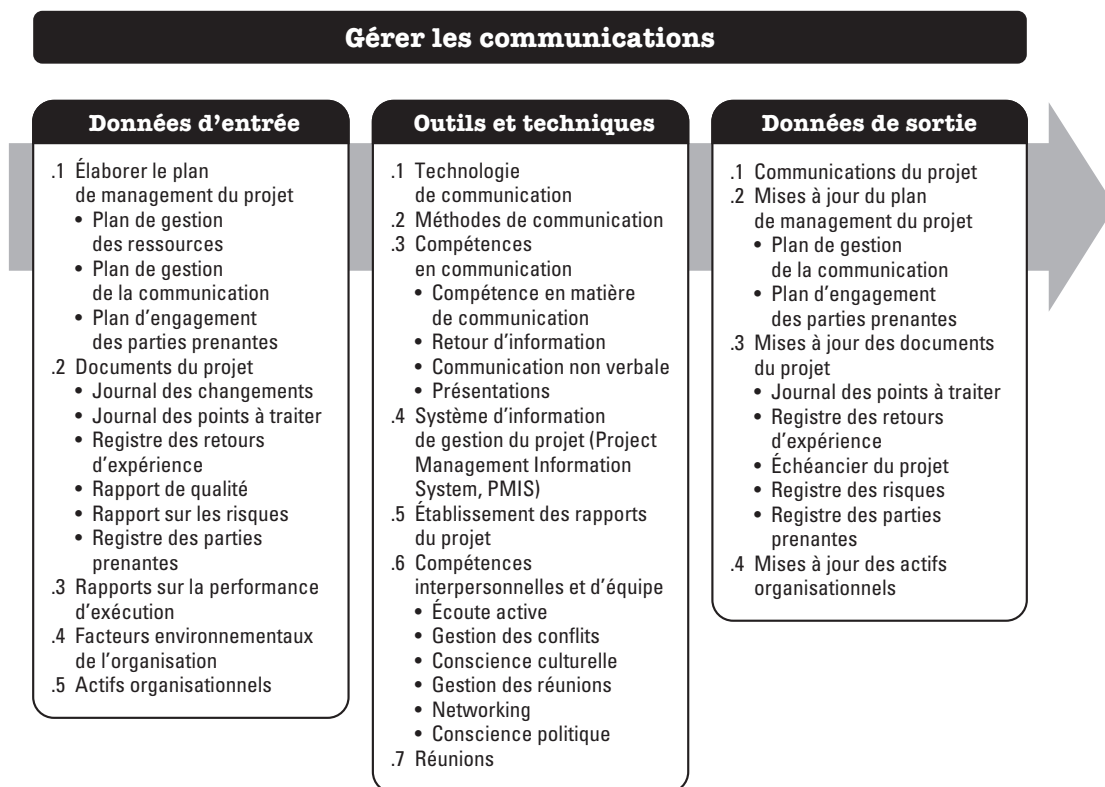 Gérer les communications
Données d'entrée
.1 Élaborer le plan
de management du projet
• Plan de gestion
des ressources
• Plan de gestion
de la communication
• Plan d'engagement
des parties prenantes
.2 Documents du projet
• Journal des changements
• Journal des points à traiter
• Registre des retours
d'expérience
• Rapport de qualité
• Rapport sur les risques
• Registre des parties
prenantes
.3 Rapports sur la performance
d'exécution
.4 Facteurs environnementaux
de l'organisation
.5 Actifs organisationnels
Outils et techniques
.1 Technologie
de communication
.2 Méthodes de communication
.3 Compétences
en communication
• Compétence en matière
de communication
• Retour d'information
• Communication non verbale
• Présentations
.4 Système d'information
de gestion du projet (Project
Management Information
System, PMIS)
.5 Établissement des rapports
du projet
.6 Compétences
interpersonnelles et d'équipe
• Écoute active
• Gestion des conflits
• Conscience culturelle
• Gestion des réunions
• Networking
• Conscience politique
.7 Réunions
Données de sortie
.1 Communications du projet
.2 Mises à jour du plan
de management du projet
• Plan de gestion
de la communication
• Plan d'engagement
des parties prenantes
.3 Mises à jour des documents
du projet
• Journal des points à traiter
• Registre des retours
d'expérience
• Échéancier du projet
• Registre des risques
• Registre des parties
prenantes
.4 Mises à jour des actifs
organisationnels